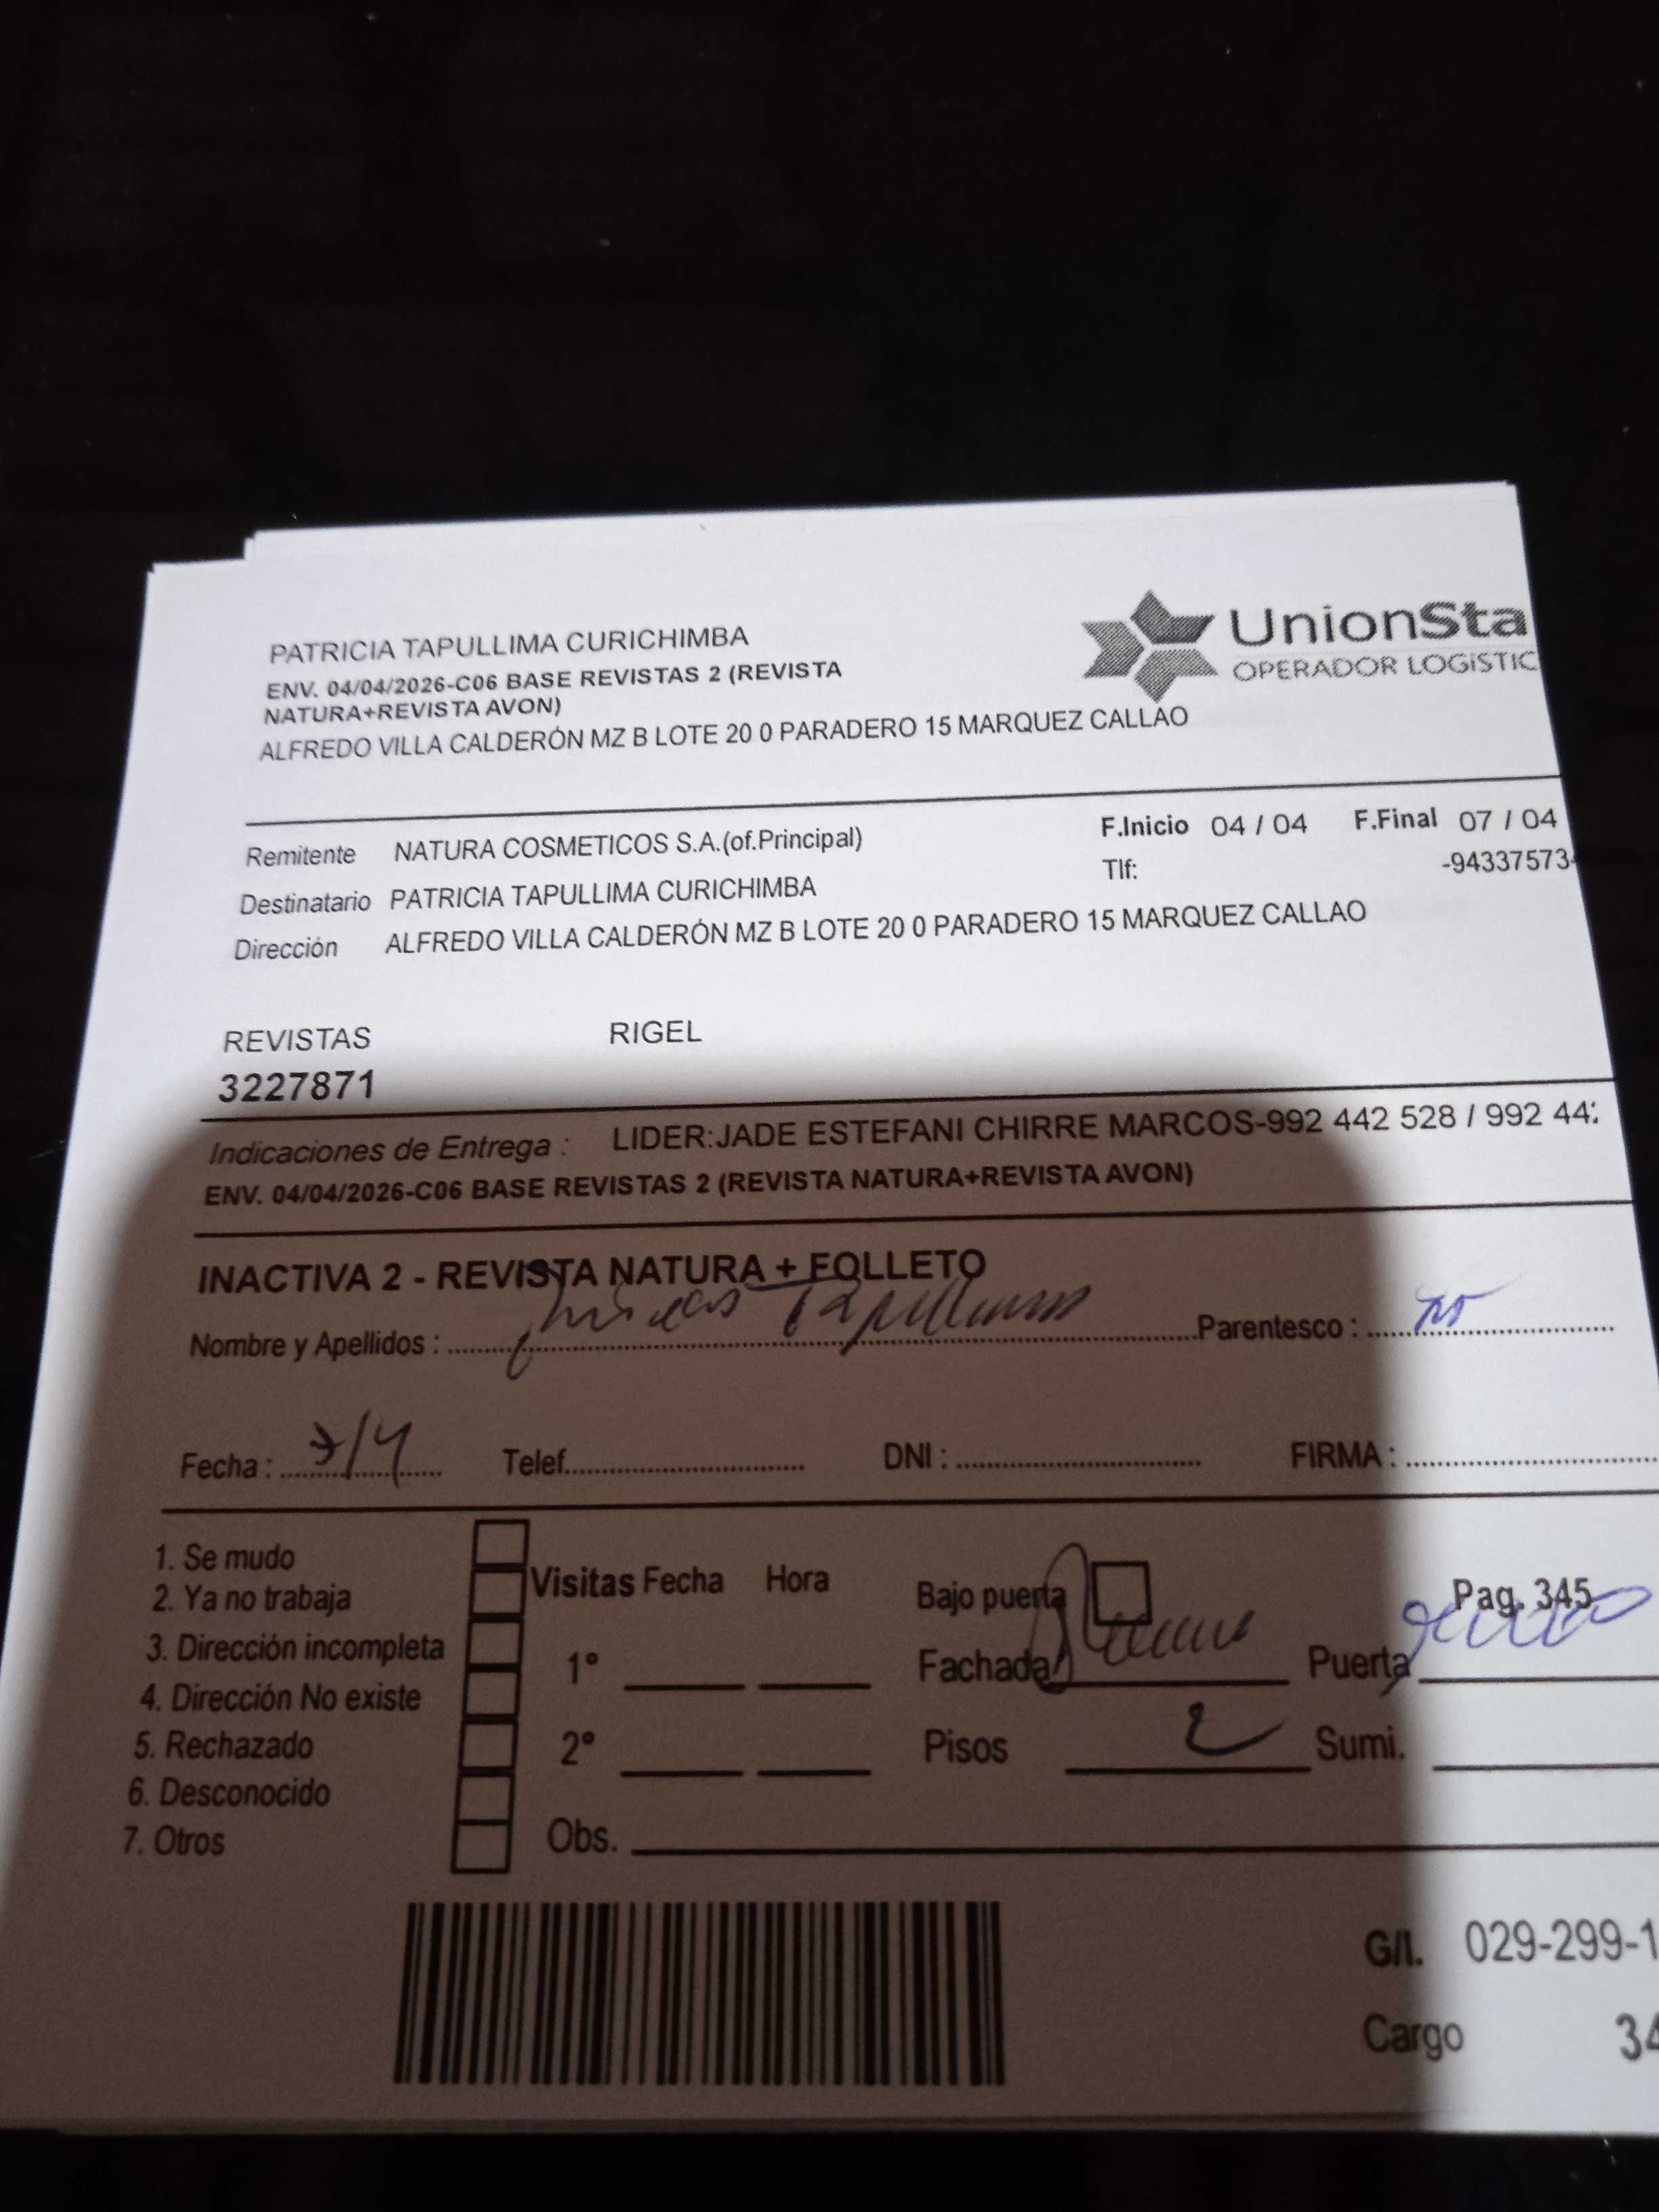 PATRICIA TAPULLIMA CURICHIMBA
ENV. 04/04/2026-C06 BASE REVISTAS 2 (REVISTA
NATURA+REVISTA AVON)
ALFREDO VILLA CALDERÓN MZ B LOTE 20 0 PARADERO 15 MARQUEZ CALLAO
UnionSta
OPERADOR LOGíSTIC
Remitente NATURA COSMETICOS S.A.(of.Principal) F.Inicio 04 / 04 F.Final 07 / 04
Destinatario PATRICIA TAPULLIMA CURICHIMBA Tlf: -94337573
Dirección ALFREDO VILLA CALDERÓN MZ B LOTE 20 0 PARADERO 15 MARQUEZ CALLAO
REVISTAS RIGEL
3227871
Indicaciones de Entrega : LIDER:JADE ESTEFANI CHIRRE MARCOS-992 442 528 / 992 44
ENV. 04/04/2026-C06 BASE REVISTAS 2 (REVISTA NATURA+REVISTA AVON)
INACTIVA 2 - REVISTA NATURA + FOLLETO
Nombre y Apellidos : Tapullima Parentesco :
Fecha : 7/4 Telef. DNI : FIRMA :
1. Se mudo
2. Ya no trabaja
3. Dirección incompleta
4. Dirección No existe
5. Rechazado
6. Desconocido
7. Otros
Visitas Fecha Hora
1°
2°
Obs.
Bajo puerta Pag. 345
Fachada Puerta
Pisos 2 Sumi.
G/I. 029-299-1
Cargo 34